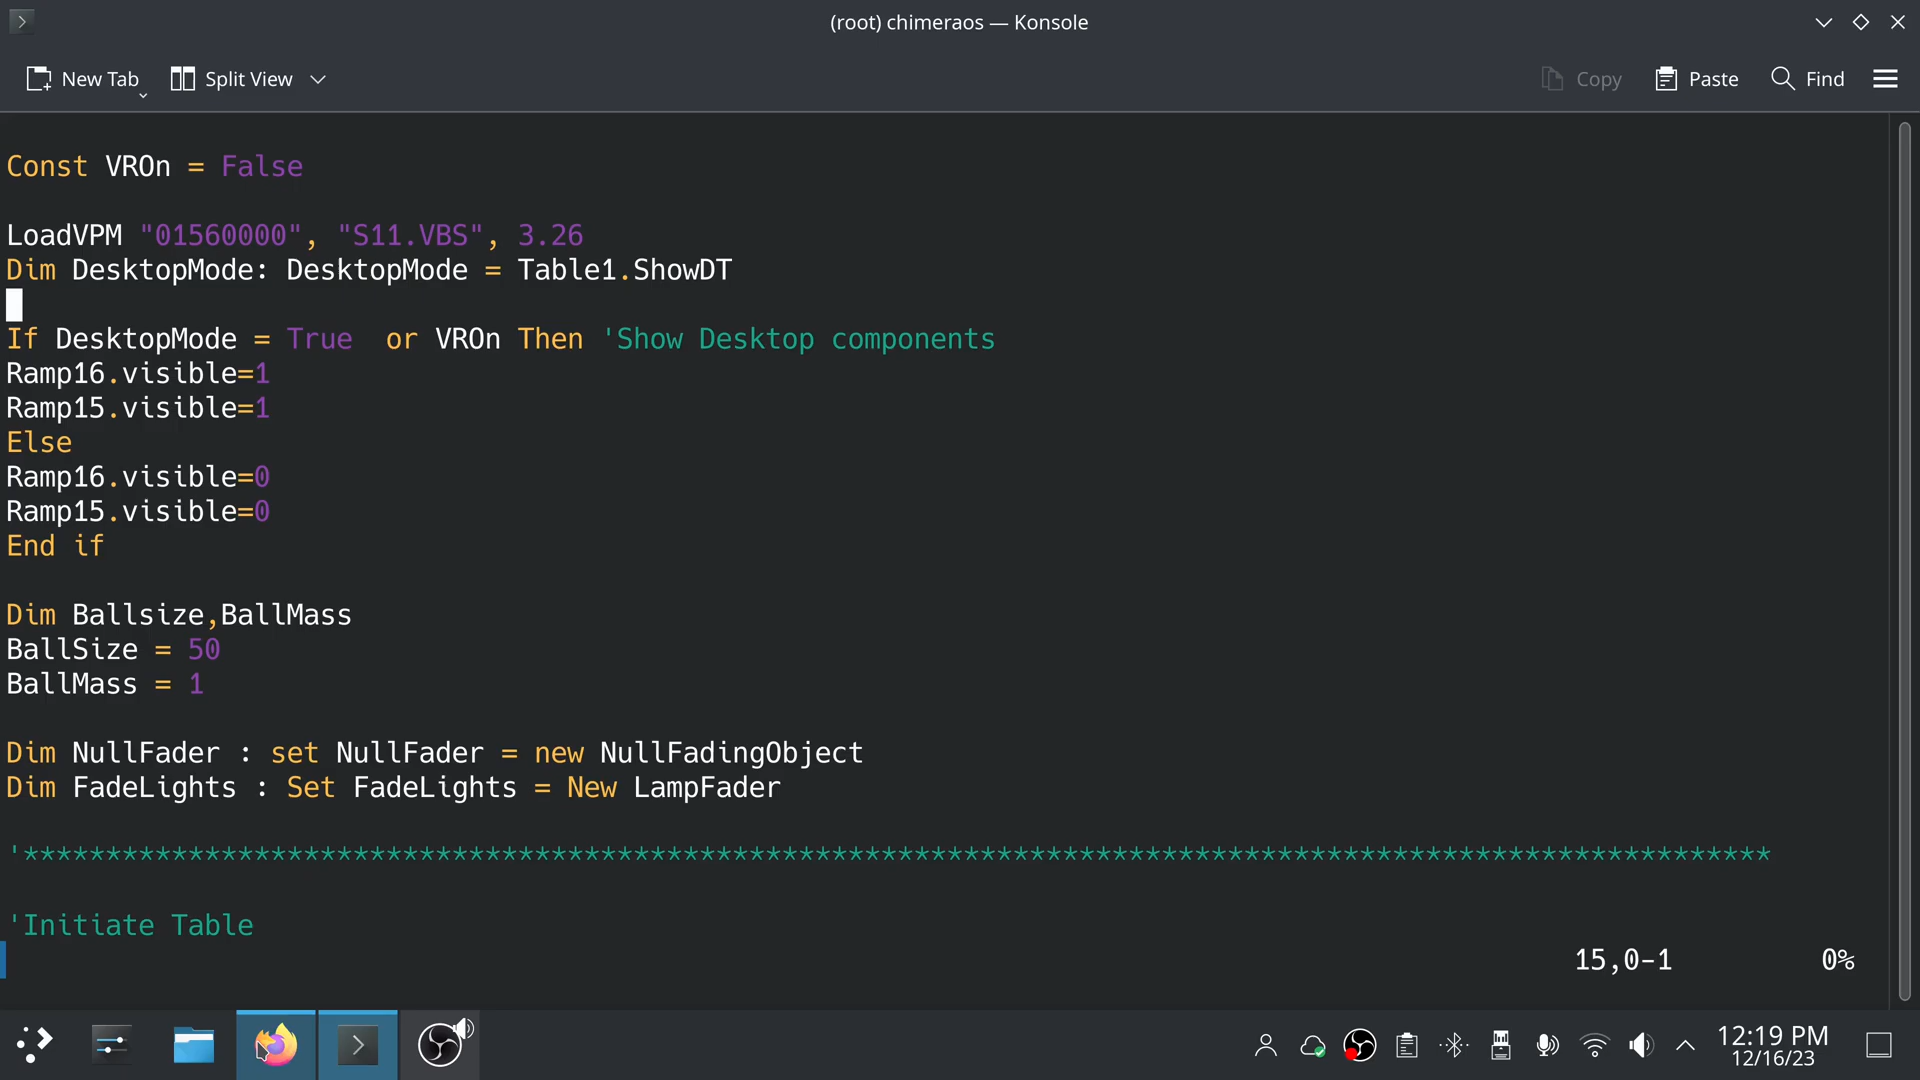 (root) chimeraos — Konsole
New Tab Split View Copy Paste Find
Const VROn = False
LoadVPM "01560000", "S11.VBS", 3.26
Dim DesktopMode: DesktopMode = Table1.ShowDT
If DesktopMode = True  or VROn Then 'Show Desktop components
Ramp16.visible=1
Ramp15.visible=1
Else
Ramp16.visible=0
Ramp15.visible=0
End if
Dim Ballsize,BallMass
BallSize = 50
BallMass = 1
Dim NullFader : set NullFader = new NullFadingObject
Dim FadeLights : Set FadeLights = New LampFader
'**********************************************************************************************************
'Initiate Table
15,0-1 0%
12:19 PM
12/16/23